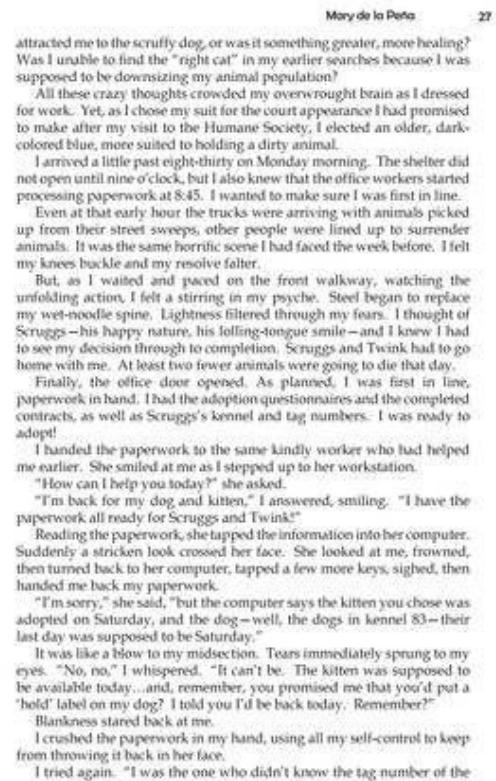 Mary de la Peña 27
attracted me to the scruffy dog, or was it something greater, more healing?
Was I unable to find the "right cat" in my earlier searches because I was
supposed to be downsizing my animal population?
All these crazy thoughts crowded my overwrought brain as I dressed
for work. Yet, as I chose my suit for the court appearance I had promised
to make after my visit to the Humane Society, I elected an older, dark-
colored blue, more suited to holding a dirty animal.
I arrived a little past eight-thirty on Monday morning. The shelter did
not open until nine o'clock, but I also knew that the office workers started
processing paperwork at 8:45. I wanted to make sure I was first in line.
Even at that early hour the trucks were arriving with animals picked
up from their street sweeps, other people were lined up to surrender
animals. It was the same horrific scene I had faced the week before. I felt
my knees buckle and my resolve falter.
But, as I waited and paced on the front walkway, watching the
unfolding action, I felt a stirring in my psyche. Steel began to replace
my wet-noodle spine. Lightness filtered through my fears. I thought of
Scruggs—his happy nature, his lolling-tongue smile—and I knew I had
to see my decision through to completion. Scruggs and Twink had to go
home with me. At least two fewer animals were going to die that day.
Finally, the office door opened. As planned, I was first in line,
paperwork in hand. I had the adoption questionnaires and the completed
contracts, as well as Scruggs's kennel and tag numbers. I was ready to
adopt!
I handed the paperwork to the same kindly worker who had helped
me earlier. She smiled at me as I stepped up to her workstation.
"How can I help you today?" she asked.
"I'm back for my dog and kitten," I answered, smiling. "I have the
paperwork all ready for Scruggs and Twink!"
Reading the paperwork, she tapped the information into her computer.
Suddenly a stricken look crossed her face. She looked at me, frowned,
then turned back to her computer, tapped a few more keys, sighed, then
handed me back my paperwork.
"I'm sorry," she said, "but the computer says the kitten you chose was
adopted on Saturday, and the dog—well, the dogs in kennel 83—their
last day was supposed to be Saturday."
It was like a blow to my midsection. Tears immediately sprung to my
eyes. "No, no," I whispered. "It can't be. The kitten was supposed to
be available today...and, remember, you promised me that you'd put a
'hold' label on my dog? I told you I'd be back today. Remember?"
Blankness stared back at me.
I crushed the paperwork in my hand, using all my self-control to keep
from throwing it back in her face.
I tried again. "I was the one who didn't know the tag number of the